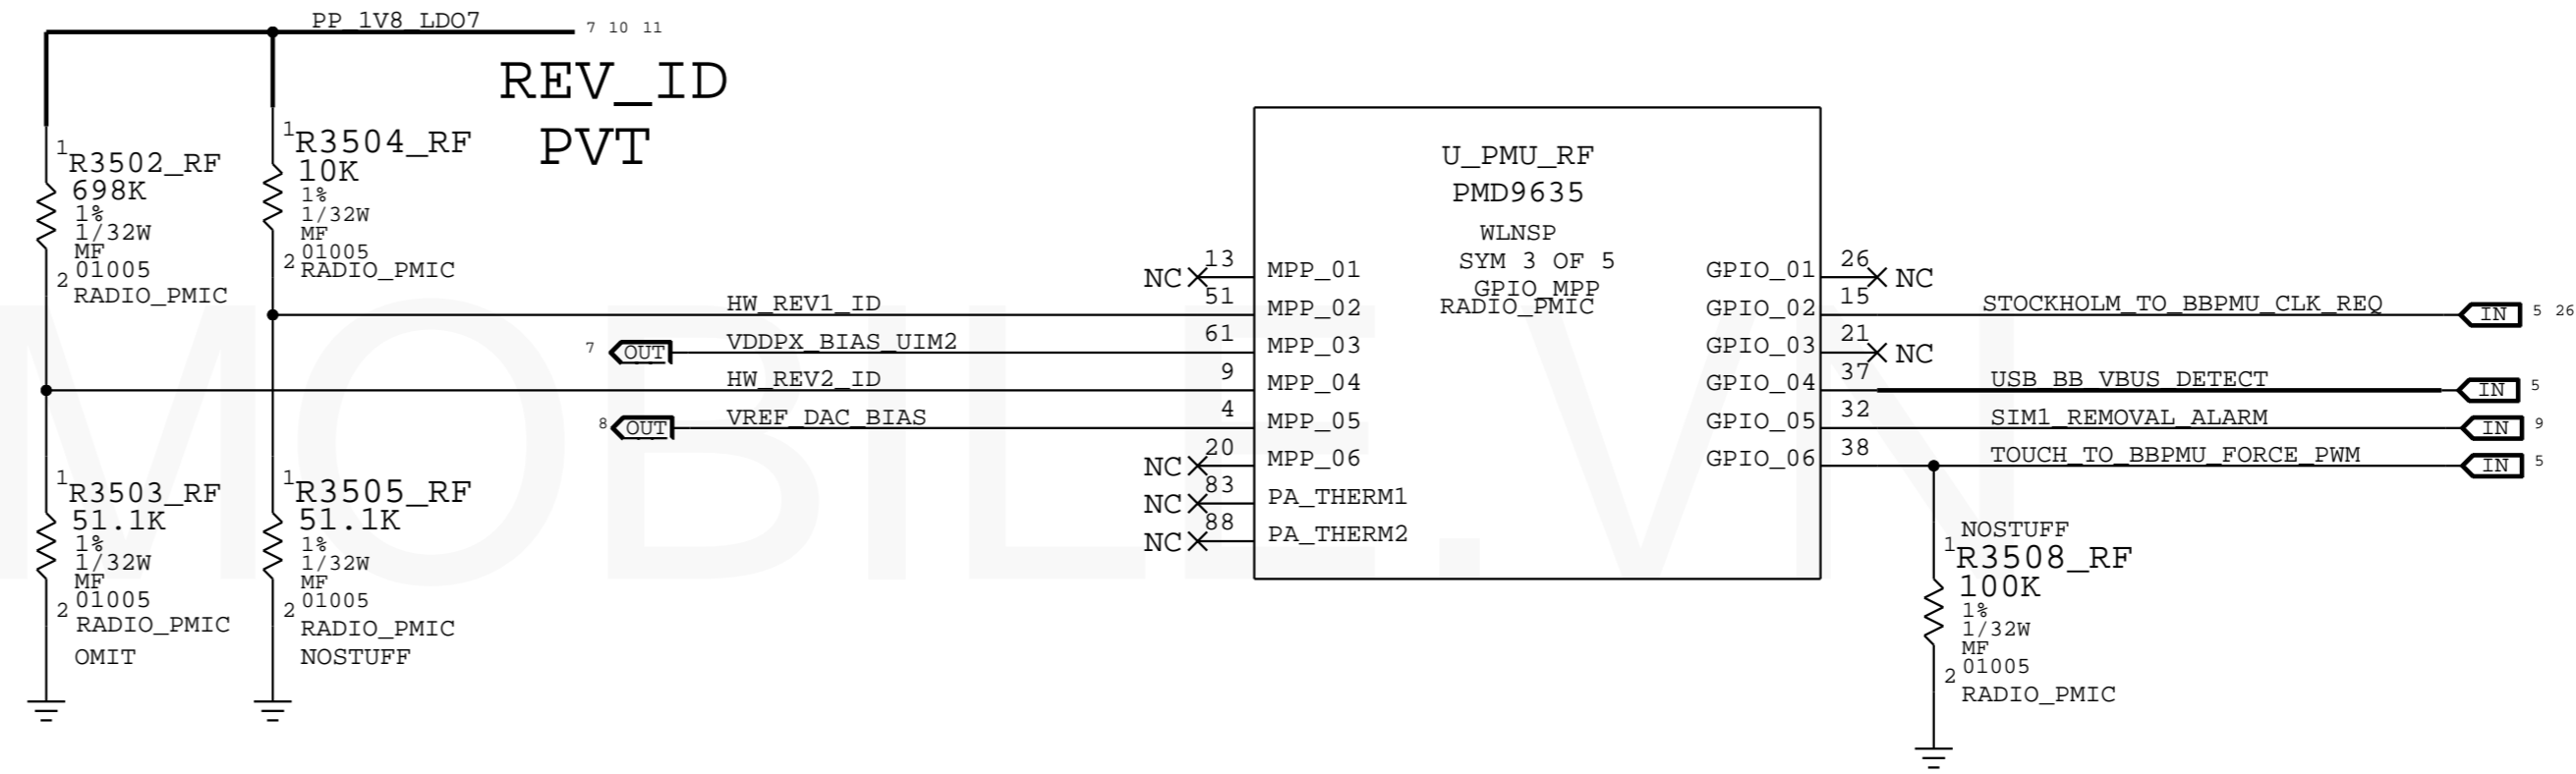 PP_1V8_LDO7
7 10 11
REV_ID
PVT
1
R3502_RF
698K
1%
1/32W
MF
01005
2
RADIO_PMIC
1
R3504_RF
10K
1%
1/32W
MF
01005
2
RADIO_PMIC
1
R3503_RF
51.1K
1%
1/32W
MF
01005
2
RADIO_PMIC
OMIT
1
R3505_RF
51.1K
1%
1/32W
MF
01005
2
RADIO_PMIC
NOSTUFF
HW_REV1_ID
7 OUT VDDPX_BIAS_UIM2
HW_REV2_ID
8 OUT VREF_DAC_BIAS
U_PMU_RF
PMD9635
WLNSP
SYM 3 OF 5
GPIO_MPP
RADIO_PMIC
NC 13 MPP_01
51 MPP_02
61 MPP_03
9 MPP_04
4 MPP_05
NC 20 MPP_06
NC 83 PA_THERM1
NC 88 PA_THERM2
GPIO_01 26 NC
GPIO_02 15 STOCKHOLM_TO_BBPMU_CLK_REQ IN 5 26
GPIO_03 21 NC
GPIO_04 37 USB_BB_VBUS_DETECT IN 5
GPIO_05 32 SIM1_REMOVAL_ALARM IN 9
GPIO_06 38 TOUCH_TO_BBPMU_FORCE_PWM IN 5
NOSTUFF
1
R3508_RF
100K
1%
1/32W
MF
01005
2
RADIO_PMIC
MOBILE.VN